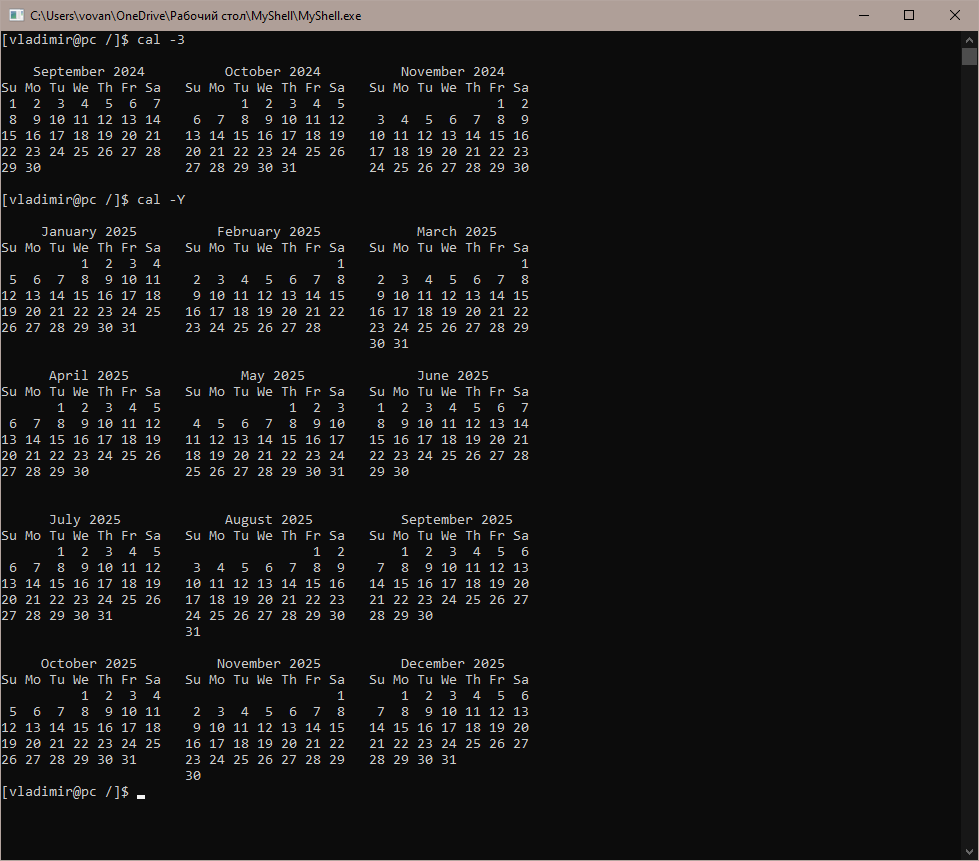 C:\Users\vovan\OneDrive\Рабочий стол\MyShell\MyShell.exe
[vladimir@pc /]$ cal -3
    September 2024          October 2024          November 2024
Su Mo Tu We Th Fr Sa   Su Mo Tu We Th Fr Sa   Su Mo Tu We Th Fr Sa
 1  2  3  4  5  6  7          1  2  3  4  5                   1  2
 8  9 10 11 12 13 14    6  7  8  9 10 11 12    3  4  5  6  7  8  9
15 16 17 18 19 20 21   13 14 15 16 17 18 19   10 11 12 13 14 15 16
22 23 24 25 26 27 28   20 21 22 23 24 25 26   17 18 19 20 21 22 23
29 30                  27 28 29 30 31         24 25 26 27 28 29 30
[vladimir@pc /]$ cal -Y
     January 2025          February 2025            March 2025
Su Mo Tu We Th Fr Sa   Su Mo Tu We Th Fr Sa   Su Mo Tu We Th Fr Sa
          1  2  3  4                      1                      1
 5  6  7  8  9 10 11    2  3  4  5  6  7  8    2  3  4  5  6  7  8
12 13 14 15 16 17 18    9 10 11 12 13 14 15    9 10 11 12 13 14 15
19 20 21 22 23 24 25   16 17 18 19 20 21 22   16 17 18 19 20 21 22
26 27 28 29 30 31      23 24 25 26 27 28      23 24 25 26 27 28 29
                                              30 31
      April 2025              May 2025              June 2025
Su Mo Tu We Th Fr Sa   Su Mo Tu We Th Fr Sa   Su Mo Tu We Th Fr Sa
       1  2  3  4  5                1  2  3    1  2  3  4  5  6  7
 6  7  8  9 10 11 12    4  5  6  7  8  9 10    8  9 10 11 12 13 14
13 14 15 16 17 18 19   11 12 13 14 15 16 17   15 16 17 18 19 20 21
20 21 22 23 24 25 26   18 19 20 21 22 23 24   22 23 24 25 26 27 28
27 28 29 30            25 26 27 28 29 30 31   29 30
      July 2025             August 2025           September 2025
Su Mo Tu We Th Fr Sa   Su Mo Tu We Th Fr Sa   Su Mo Tu We Th Fr Sa
       1  2  3  4  5                   1  2       1  2  3  4  5  6
 6  7  8  9 10 11 12    3  4  5  6  7  8  9    7  8  9 10 11 12 13
13 14 15 16 17 18 19   10 11 12 13 14 15 16   14 15 16 17 18 19 20
20 21 22 23 24 25 26   17 18 19 20 21 22 23   21 22 23 24 25 26 27
27 28 29 30 31         24 25 26 27 28 29 30   28 29 30
                       31
     October 2025          November 2025          December 2025
Su Mo Tu We Th Fr Sa   Su Mo Tu We Th Fr Sa   Su Mo Tu We Th Fr Sa
          1  2  3  4                      1       1  2  3  4  5  6
 5  6  7  8  9 10 11    2  3  4  5  6  7  8    7  8  9 10 11 12 13
12 13 14 15 16 17 18    9 10 11 12 13 14 15   14 15 16 17 18 19 20
19 20 21 22 23 24 25   16 17 18 19 20 21 22   21 22 23 24 25 26 27
26 27 28 29 30 31      23 24 25 26 27 28 29   28 29 30 31
                       30
[vladimir@pc /]$